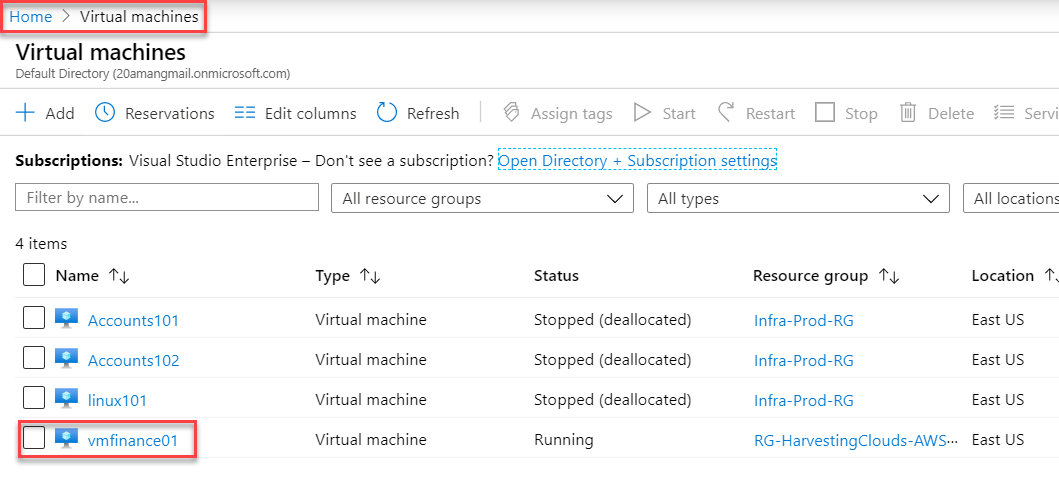 Home > Virtual machines
Virtual machines
Default Directory (20amangmail.onmicrosoft.com)
Add Reservations Edit columns Refresh Assign tags Start Restart Stop Delete Servi
Subscriptions: Visual Studio Enterprise – Don't see a subscription? Open Directory + Subscription settings
Filter by name... All resource groups All types All locations
4 items
Name Type Status Resource group Location
Accounts101 Virtual machine Stopped (deallocated) Infra-Prod-RG East US
Accounts102 Virtual machine Stopped (deallocated) Infra-Prod-RG East US
linux101 Virtual machine Stopped (deallocated) Infra-Prod-RG East US
vmfinance01 Virtual machine Running RG-HarvestingClouds-AWS··· East US